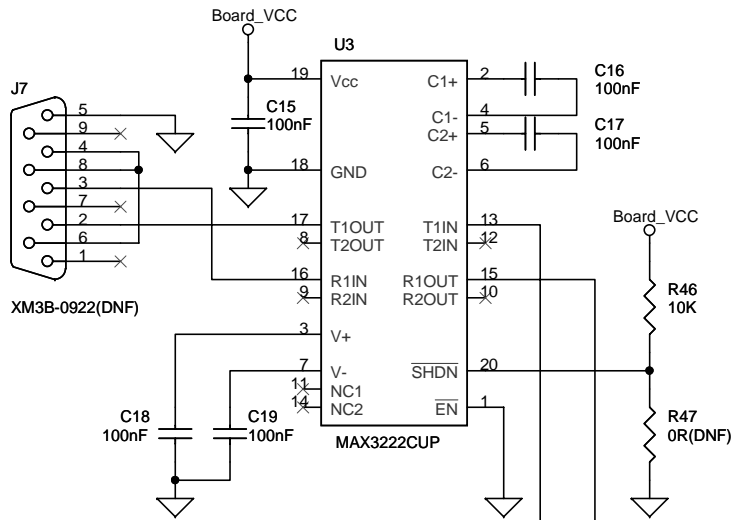 Board_VCC
U3
J7
XM3B-0922(DNF)
5
9
4
8
3
7
2
6
1
C15
100nF
19 Vcc
18 GND
17 T1OUT
8 T2OUT
16 R1IN
9 R2IN
3 V+
7 V-
11 NC1
14 NC2
C1+ 2
C1- 4
C2+ 5
C2- 6
T1IN 13
T2IN 12
R1OUT 15
R2OUT 10
SHDN 20
EN 1
MAX3222CUP
C16
100nF
C17
100nF
Board_VCC
R46
10K
R47
0R(DNF)
C18
100nF
C19
100nF